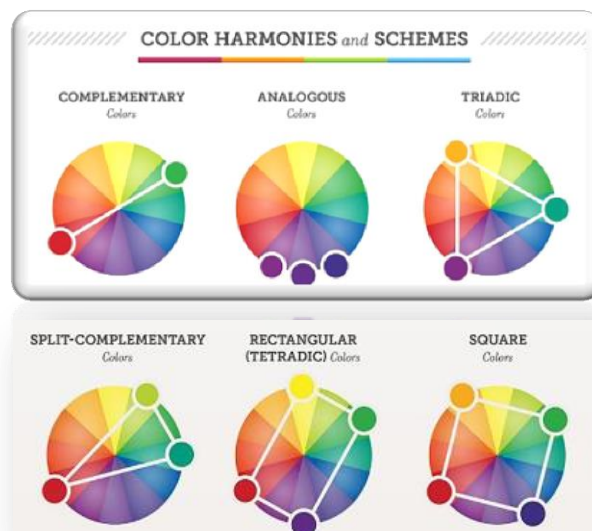 COLOR HARMONIES and SCHEMES
COMPLEMENTARY
Colors
ANALOGOUS
Colors
TRIADIC
Colors
SPLIT-COMPLEMENTARY
Colors
RECTANGULAR
(TETRADIC) Colors
SQUARE
Colors